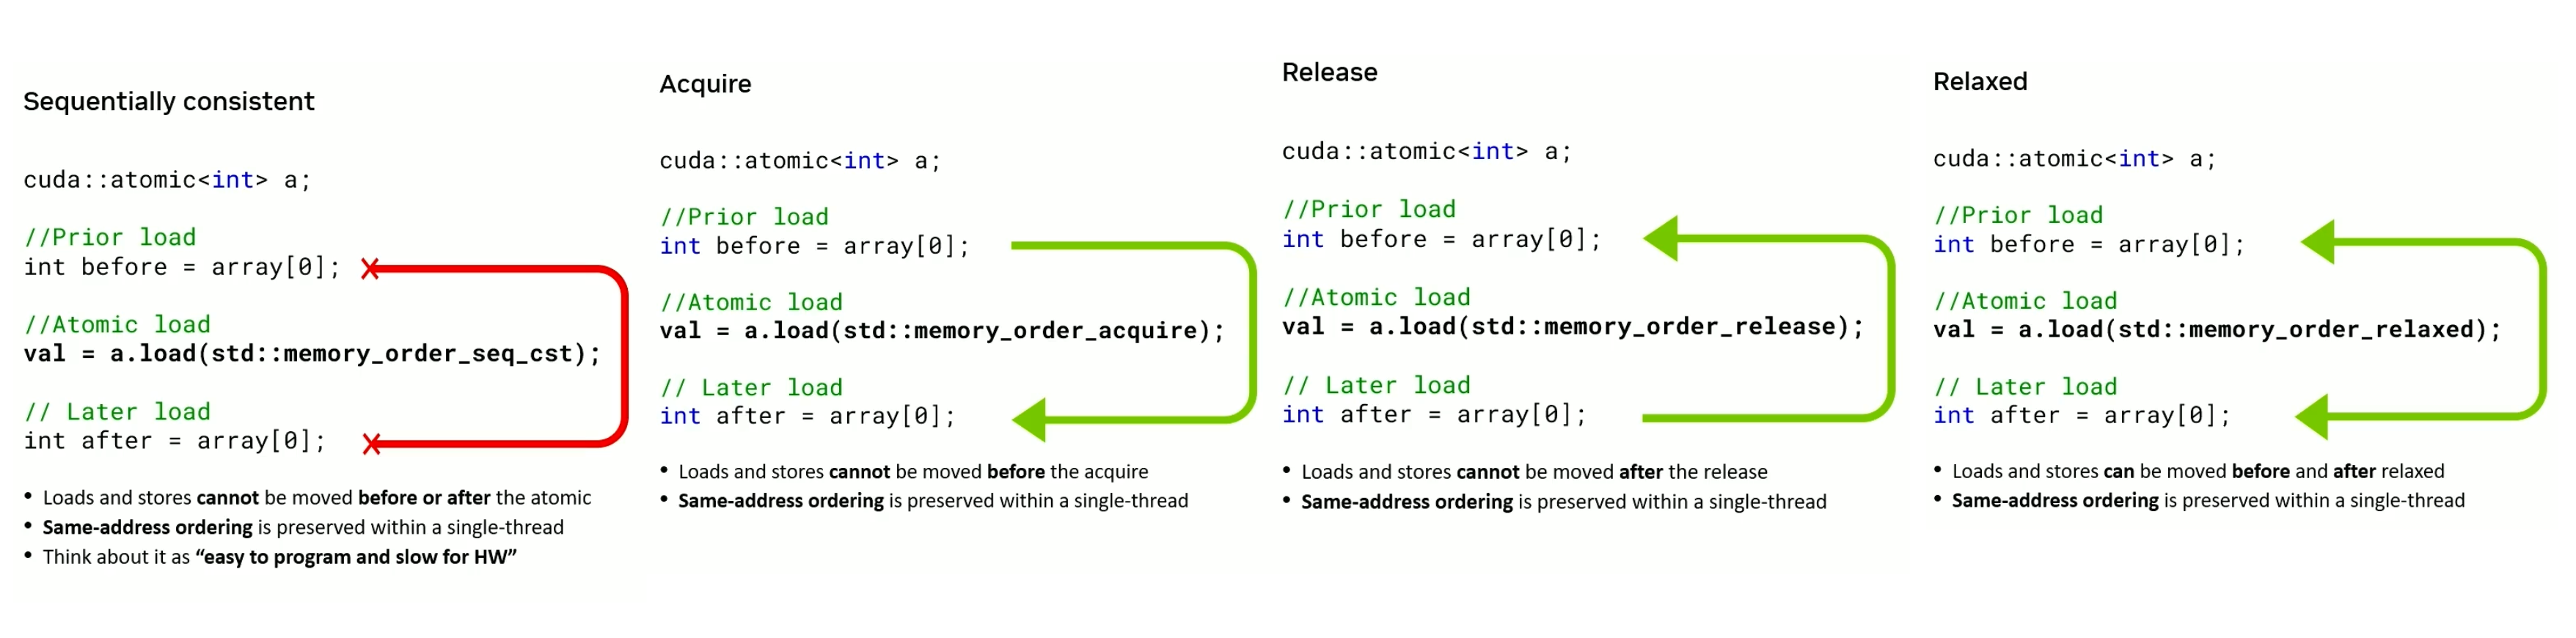 Sequentially consistent
cuda::atomic<int> a;
//Prior load
int before = array[0];
//Atomic load
val = a.load(std::memory_order_seq_cst);
// Later load
int after = array[0];
• Loads and stores cannot be moved before or after the atomic
• Same-address ordering is preserved within a single-thread
• Think about it as “easy to program and slow for HW”
Acquire
cuda::atomic<int> a;
//Prior load
int before = array[0];
//Atomic load
val = a.load(std::memory_order_acquire);
// Later load
int after = array[0];
• Loads and stores cannot be moved before the acquire
• Same-address ordering is preserved within a single-thread
Release
cuda::atomic<int> a;
//Prior load
int before = array[0];
//Atomic load
val = a.load(std::memory_order_release);
// Later load
int after = array[0];
• Loads and stores cannot be moved after the release
• Same-address ordering is preserved within a single-thread
Relaxed
cuda::atomic<int> a;
//Prior load
int before = array[0];
//Atomic load
val = a.load(std::memory_order_relaxed);
// Later load
int after = array[0];
• Loads and stores can be moved before and after relaxed
• Same-address ordering is preserved within a single-thread